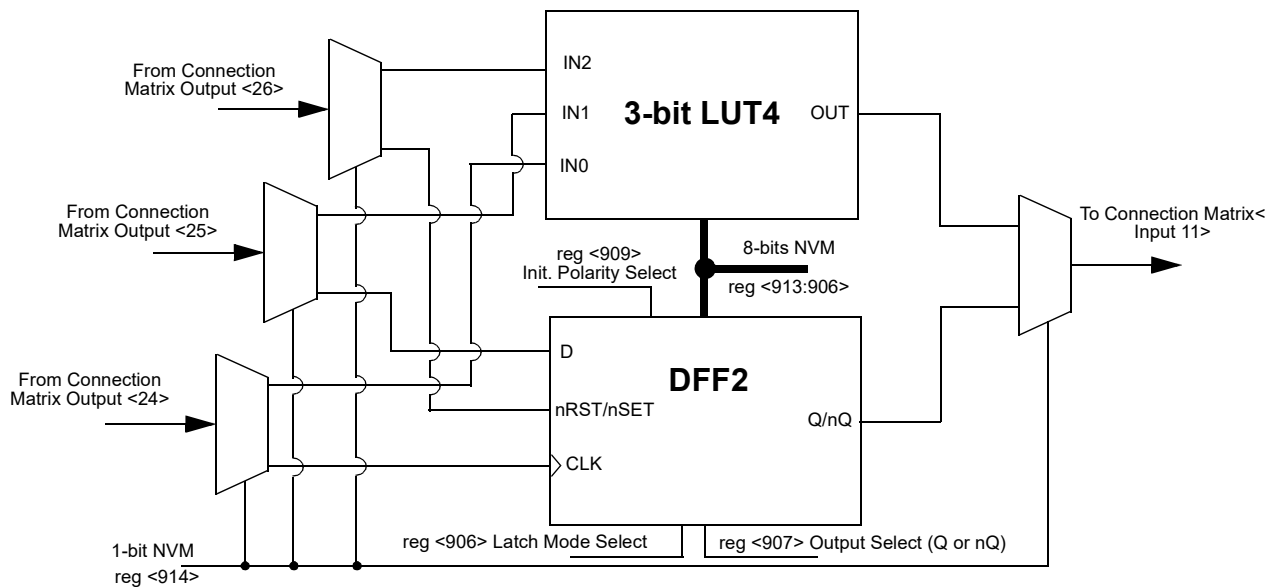 From Connection
Matrix Output <26>
IN2
IN1
3-bit LUT4
OUT
IN0
From Connection
Matrix Output <25>
To Connection Matrix<
Input 11>
reg <909>
Init. Polarity Select
8-bits NVM
reg <913:906>
D
DFF2
From Connection
Matrix Output <24>
nRST/nSET
Q/nQ
CLK
reg <906> Latch Mode Select
reg <907> Output Select (Q or nQ)
1-bit NVM
reg <914>